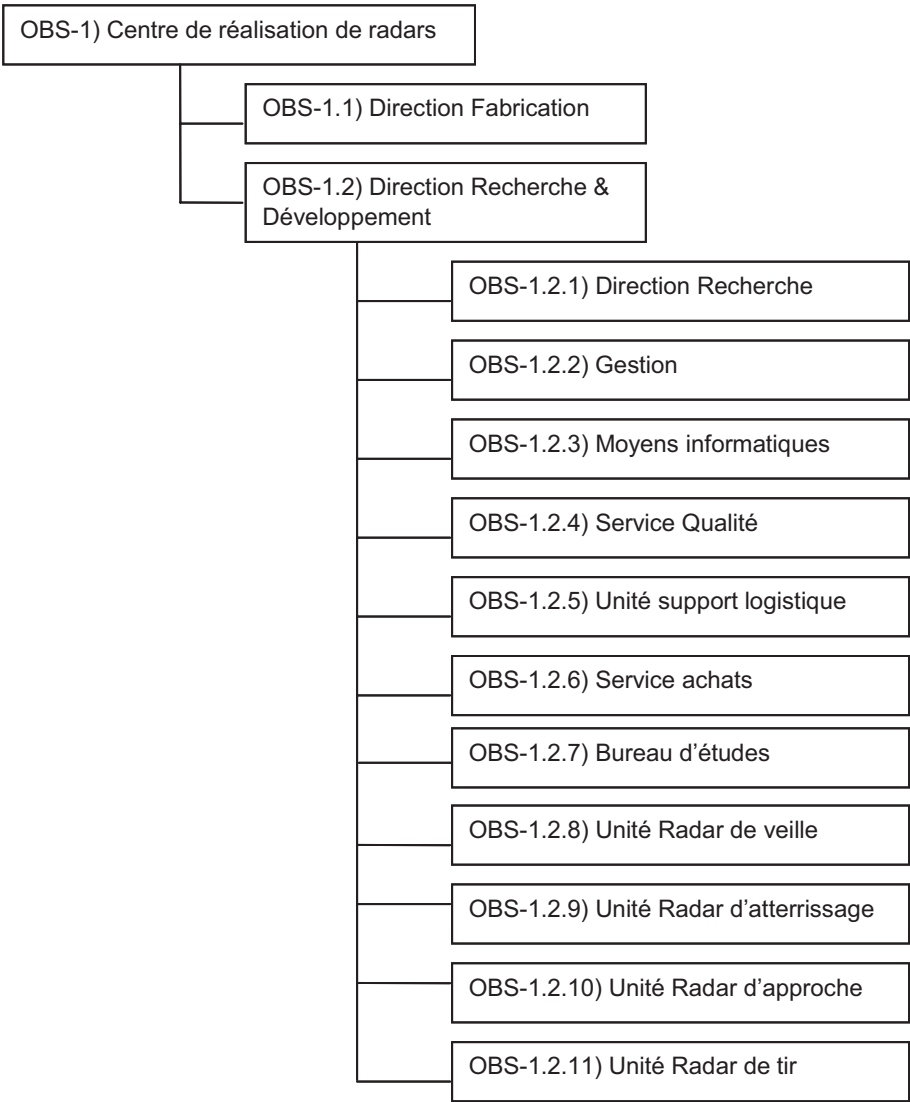 OBS-1) Centre de réalisation de radars
OBS-1.1) Direction Fabrication
OBS-1.2) Direction Recherche &
Développement
OBS-1.2.1) Direction Recherche
OBS-1.2.2) Gestion
OBS-1.2.3) Moyens informatiques
OBS-1.2.4) Service Qualité
OBS-1.2.5) Unité support logistique
OBS-1.2.6) Service achats
OBS-1.2.7) Bureau d’études
OBS-1.2.8) Unité Radar de veille
OBS-1.2.9) Unité Radar d’atterrissage
OBS-1.2.10) Unité Radar d’approche
OBS-1.2.11) Unité Radar de tir